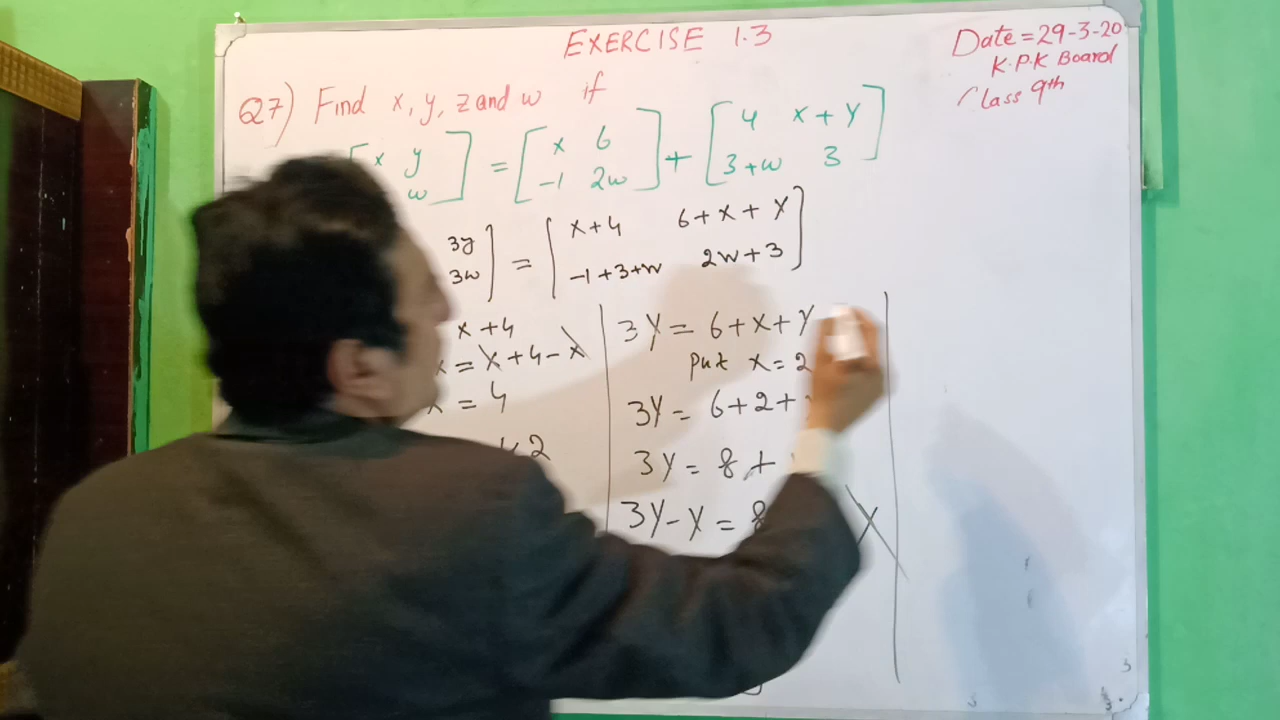 EXERCISE 1.3
Date = 29-3-20
K.P.K Board
Class 9th
Q7) Find x, y, z and w if
[x y] = [x 6] + [4 x + y]
w] [-1 2w] [3+w 3]
3y] = [x+4 6+x+y]
3w] [-1+3+w 2w+3]
x+4
x = x+4-x
x = 4
2
3y = 6+x+y
put x = 2
3y = 6+2+
3y = 8+
3y-y = 8 y